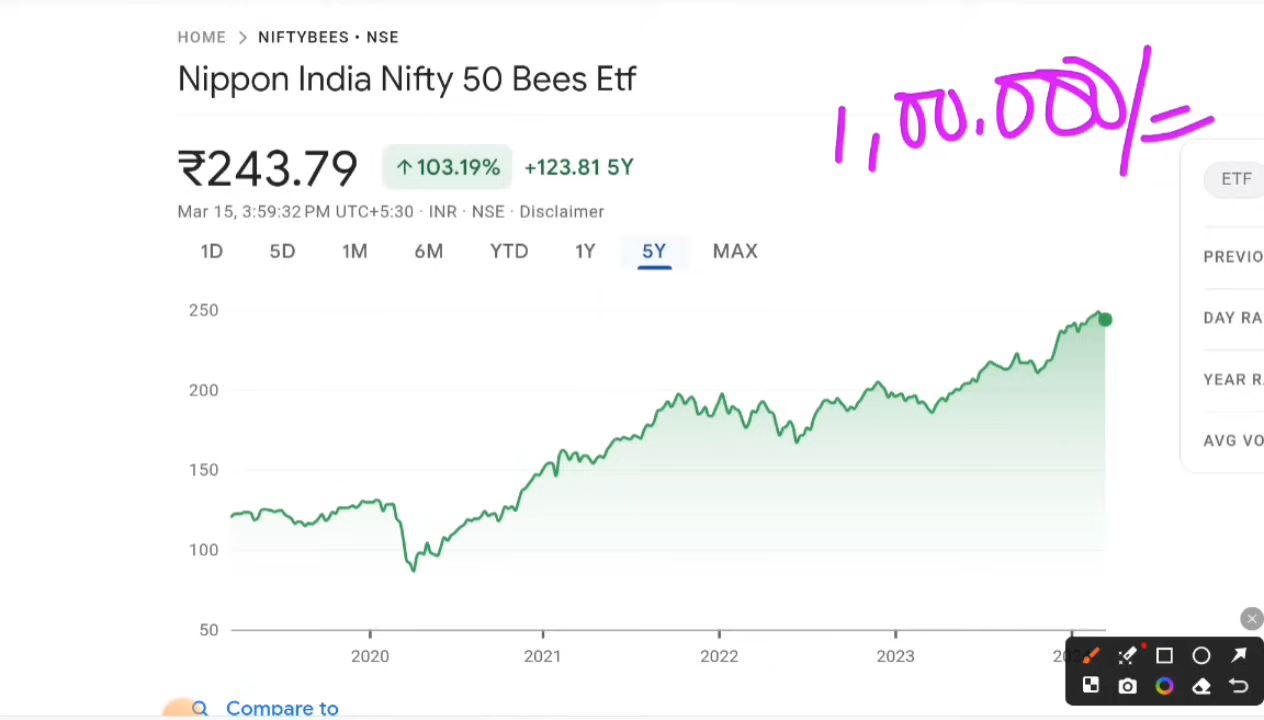 HOME > NIFTYBEES • NSE
Nippon India Nifty 50 Bees Etf
1,00.000/=
₹243.79 ↑103.19% +123.81 5Y
Mar 15, 3:59:32 PM UTC+5:30 · INR · NSE · Disclaimer
1D 5D 1M 6M YTD 1Y 5Y MAX
250
200
150
100
50
2020 2021 2022 2023
ETF
PREVIO
DAY RA
YEAR R
AVG VO
Compare to